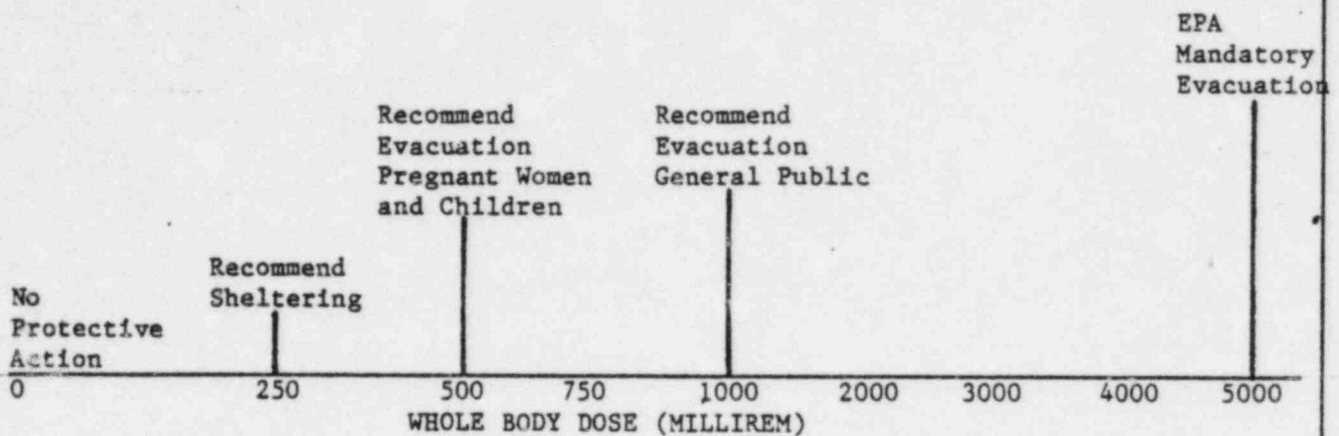 EPA
Mandatory
Evacuation
Recommend
Evacuation
Pregnant Women
and Children
Recommend
Evacuation
General Public
Recommend
Sheltering
No
Protective
Action
0 250 500 750 1000 2000 3000 4000 5000
WHOLE BODY DOSE (MILLIREM)